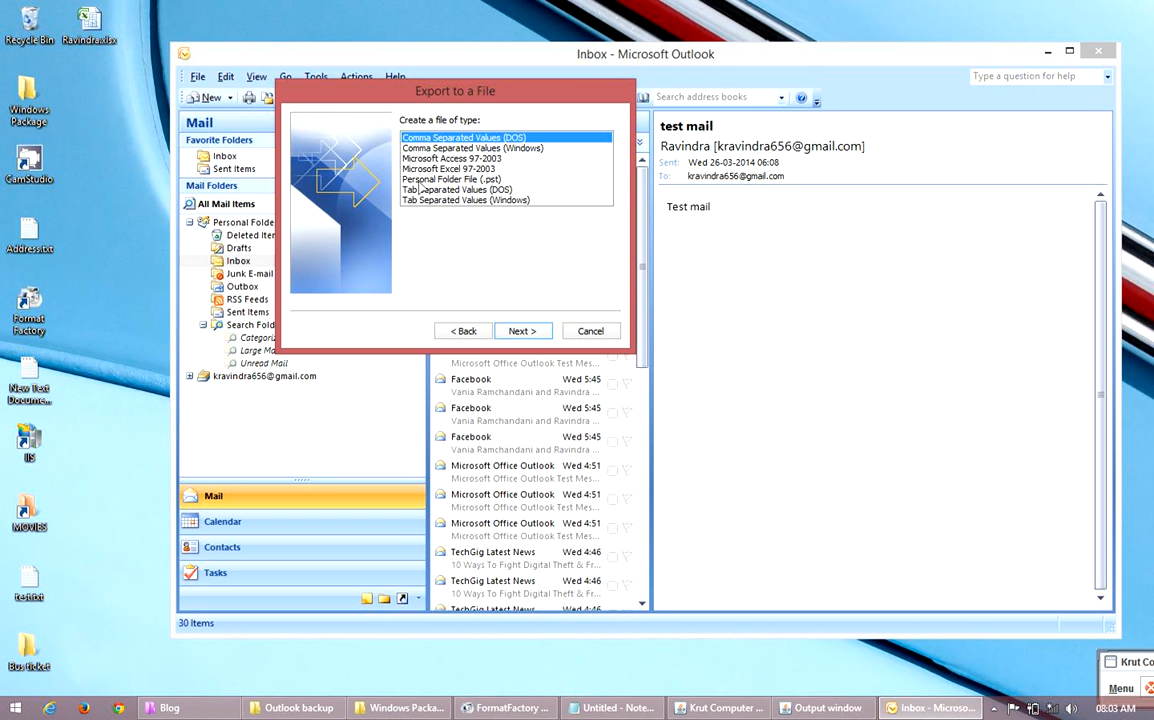 Recycle Bin
Ravindra.xlsx
Windows
Package
CamStudio
Address.txt
Format
Factory
New Text
Docume...
IIS
MOVIES
test.txt
Bus ticket
Inbox - Microsoft Outlook
File Edit View Go Tools Actions Help
Type a question for help
New
Search address books
Mail
Favorite Folders
Inbox
Sent Items
Mail Folders
All Mail Items
Personal Folde
Deleted Iter
Drafts
Inbox
Junk E-mail
Outbox
RSS Feeds
Sent Items
Search Fold
Categoriz
Large Ma
Unread Mail
kravindra656@gmail.com
Mail
Calendar
Contacts
Tasks
30 Items
Export to a File
Create a file of type:
Comma Separated Values (DOS)
Comma Separated Values (Windows)
Microsoft Access 97-2003
Microsoft Excel 97-2003
Personal Folder File (.pst)
Tab Separated Values (DOS)
Tab Separated Values (Windows)
< Back Next > Cancel
Microsoft Office Outlook Test Mes...
Facebook Wed 5:45
Vania Ramchandani and Ravindra ...
Facebook Wed 5:45
Vania Ramchandani and Ravindra ...
Facebook Wed 5:45
Vania Ramchandani and Ravindra ...
Microsoft Office Outlook Wed 4:51
Microsoft Office Outlook Test Mes...
Microsoft Office Outlook Wed 4:51
Microsoft Office Outlook Test Mes...
Microsoft Office Outlook Wed 4:51
Microsoft Office Outlook Test Mes...
TechGig Latest News Wed 4:46
10 Ways To Fight Digital Theft & Fr...
TechGig Latest News Wed 4:46
10 Ways To Fight Digital Theft & Fr...
TechGig Latest News Wed 4:46
test mail
Ravindra [kravindra656@gmail.com]
Sent: Wed 26-03-2014 06:08
To: kravindra656@gmail.com
Test mail
Krut Co
Menu
Blog
Outlook backup
Windows Packa...
FormatFactory ...
Untitled - Note...
Krut Computer ...
Output window
Inbox - Microso...
08:03 AM